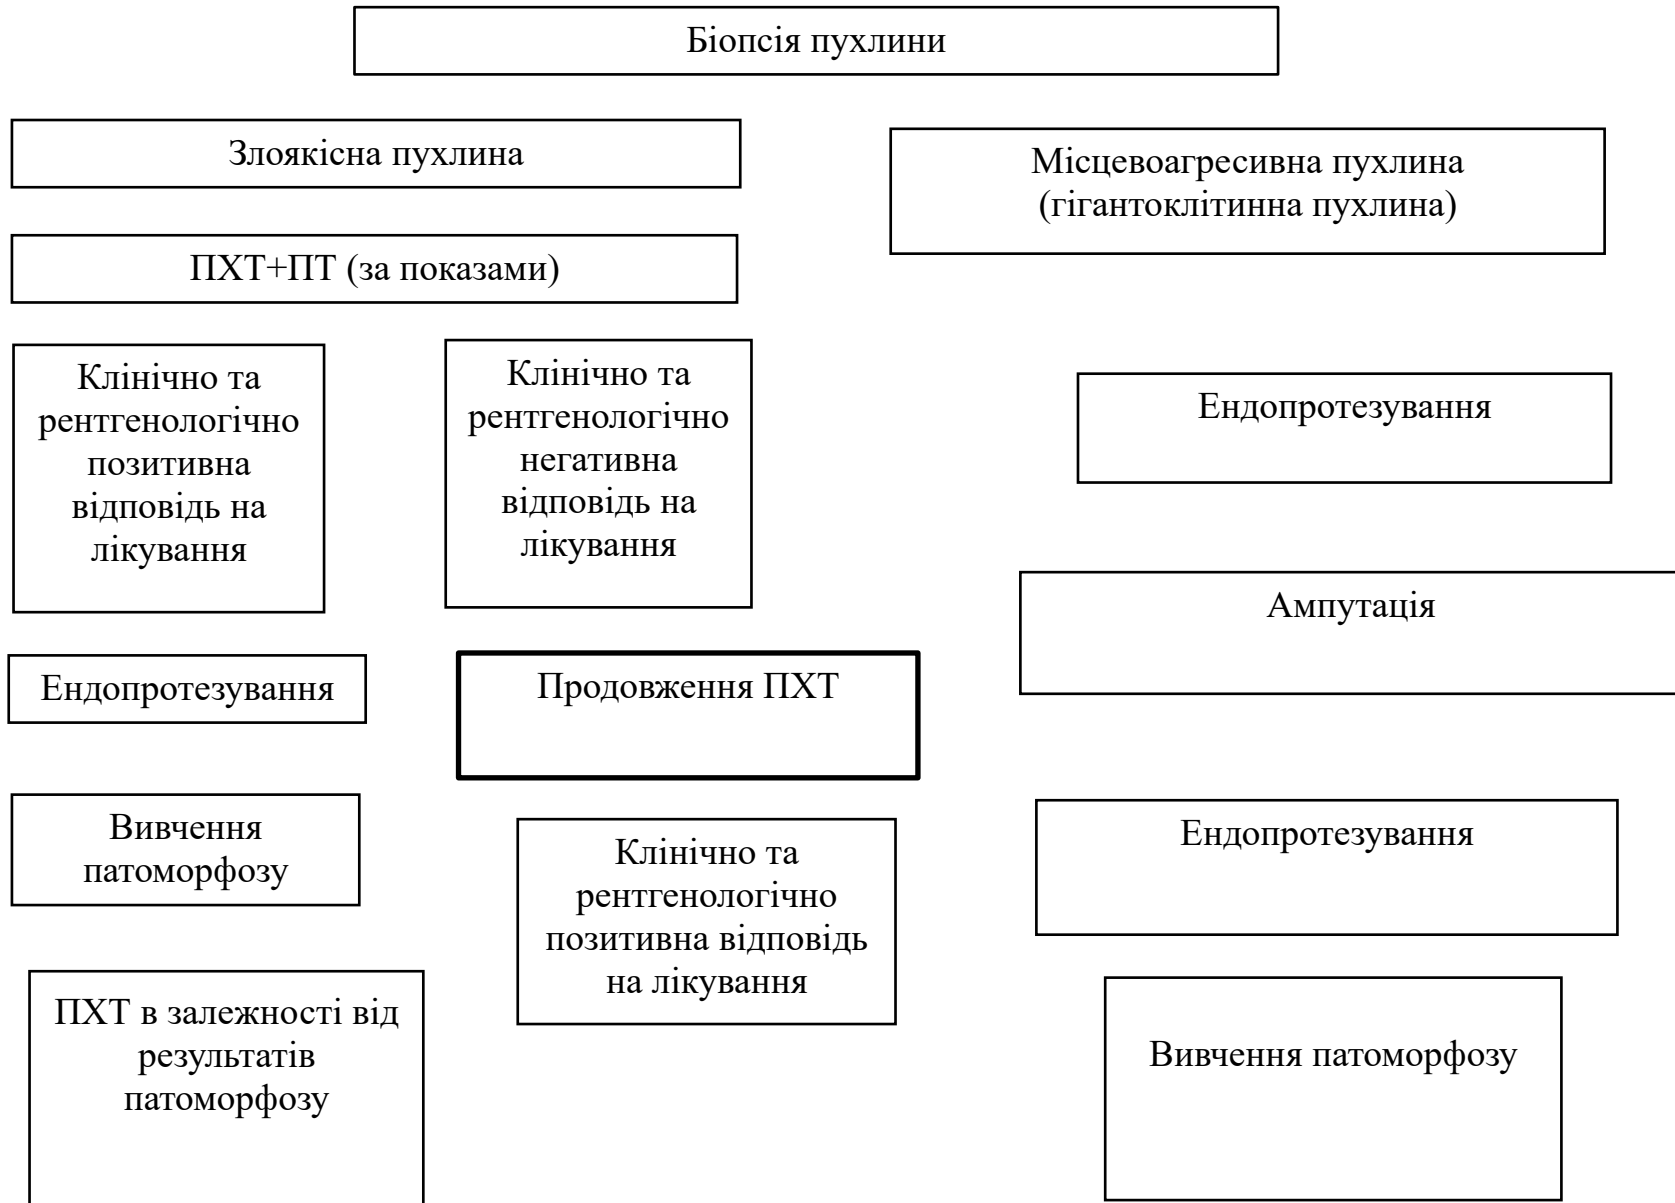 Біопсія пухлини
Злоякісна пухлина
Місцевоагресивна пухлина
(гігантоклітинна пухлина)
ПХТ+ПТ (за показами)
Клінічно та
рентгенологічно
позитивна
відповідь на
лікування
Клінічно та
рентгенологічно
негативна
відповідь на
лікування
Ендопротезування
Ампутація
Ендопротезування
Продовження ПХТ
Вивчення
патоморфозу
Клінічно та
рентгенологічно
позитивна відповідь
на лікування
Ендопротезування
ПХТ в залежності від
результатів
патоморфозу
Вивчення патоморфозу